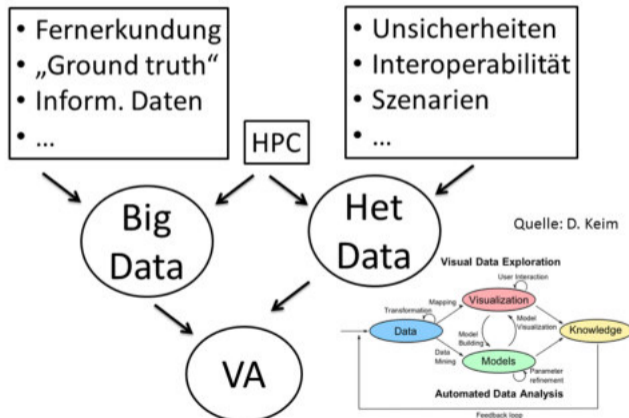 • Fernerkundung
• „Ground truth“
• Inform. Daten
• ...
• Unsicherheiten
• Interoperabilität
• Szenarien
• ...
HPC
Big
Data
Het
Data
VA
Quelle: D. Keim
Visual Data Exploration
User Interaction
Visualization
Mapping
Transformation
Data
Model
Building
Model
Visualization
Knowledge
Data
Mining
Models
Parameter
refinement
Automated Data Analysis
Feedback loop